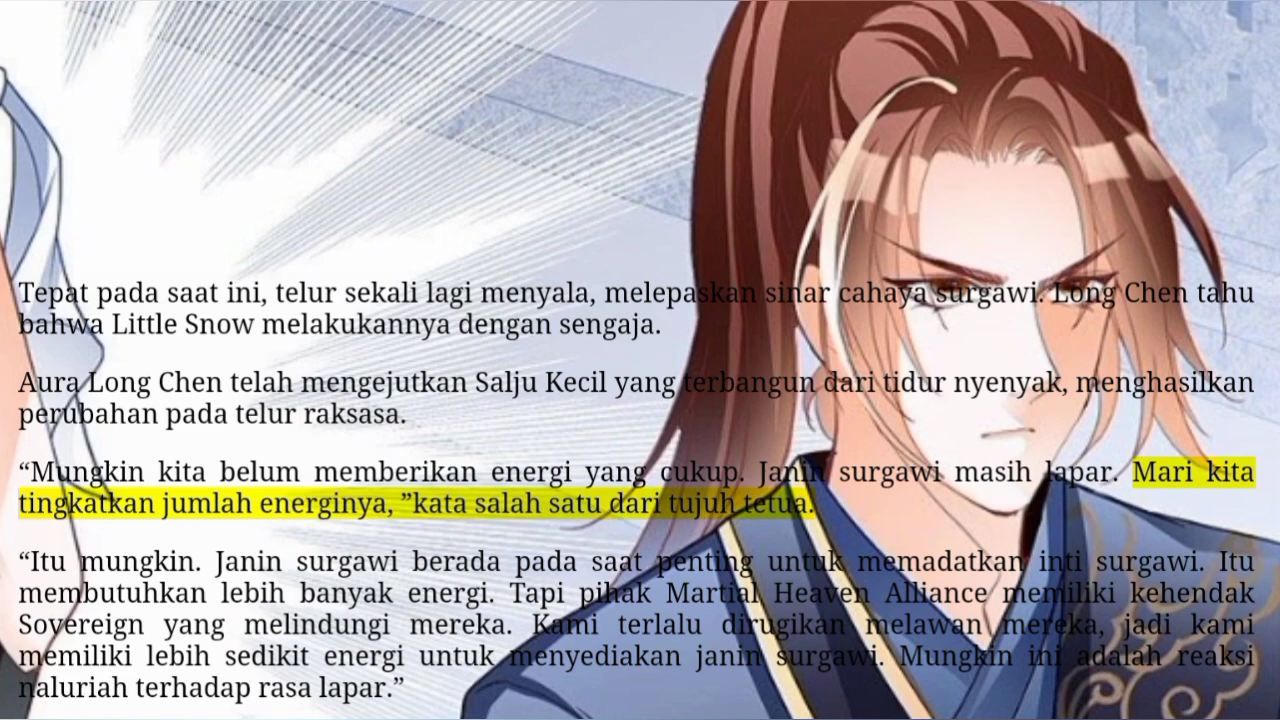 Tepat pada saat ini, telur sekali lagi menyala, melepaskan sinar cahaya surgawi. Long Chen tahu
bahwa Little Snow melakukannya dengan sengaja.
Aura Long Chen telah mengejutkan Salju Kecil yang terbangun dari tidur nyenyak, menghasilkan
perubahan pada telur raksasa.
“Mungkin kita belum memberikan energi yang cukup. Janin surgawi masih lapar. Mari kita
tingkatkan jumlah energinya, ”kata salah satu dari tujuh tetua.
“Itu mungkin. Janin surgawi berada pada saat penting untuk memadatkan inti surgawi. Itu
membutuhkan lebih banyak energi. Tapi pihak Martial Heaven Alliance memiliki kehendak
Sovereign yang melindungi mereka. Kami terlalu dirugikan melawan mereka, jadi kami
memiliki lebih sedikit energi untuk menyediakan janin surgawi. Mungkin ini adalah reaksi
naluriah terhadap rasa lapar.”